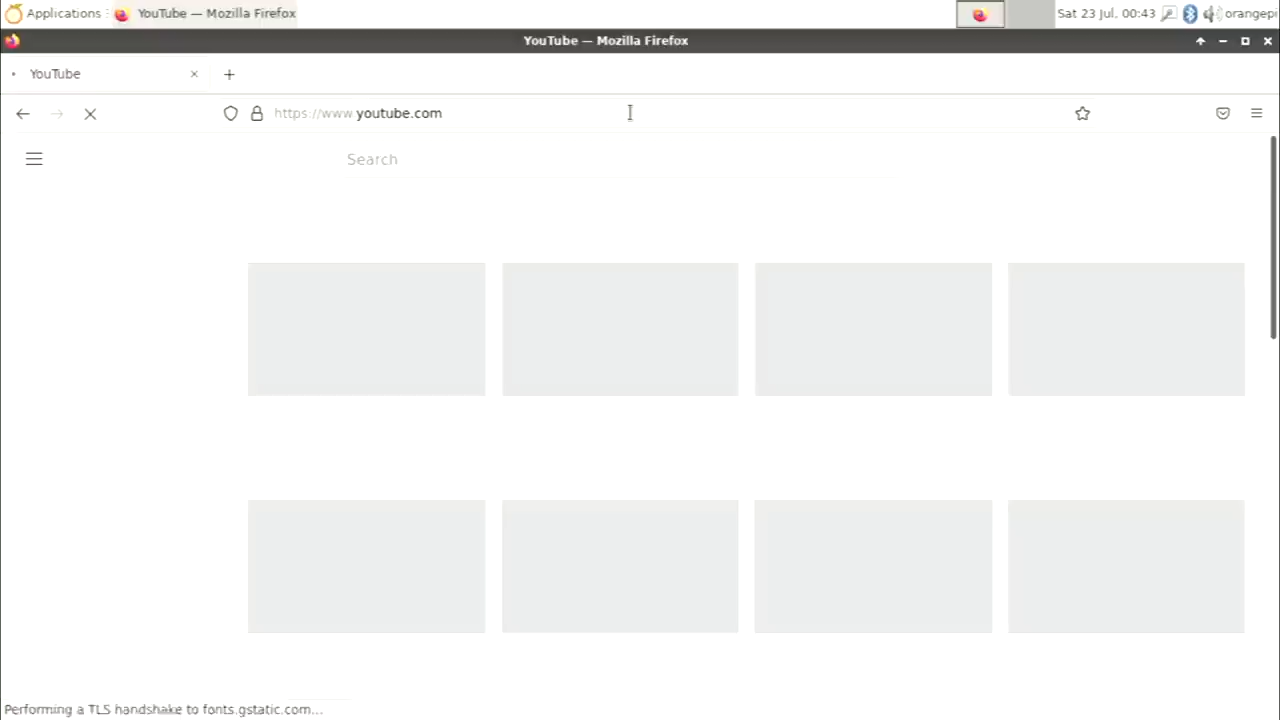 Applications
YouTube — Mozilla Firefox
Sat 23 Jul, 00:43
orangepi
YouTube — Mozilla Firefox
YouTube
https://www.youtube.com
Search
Performing a TLS handshake to fonts.gstatic.com...